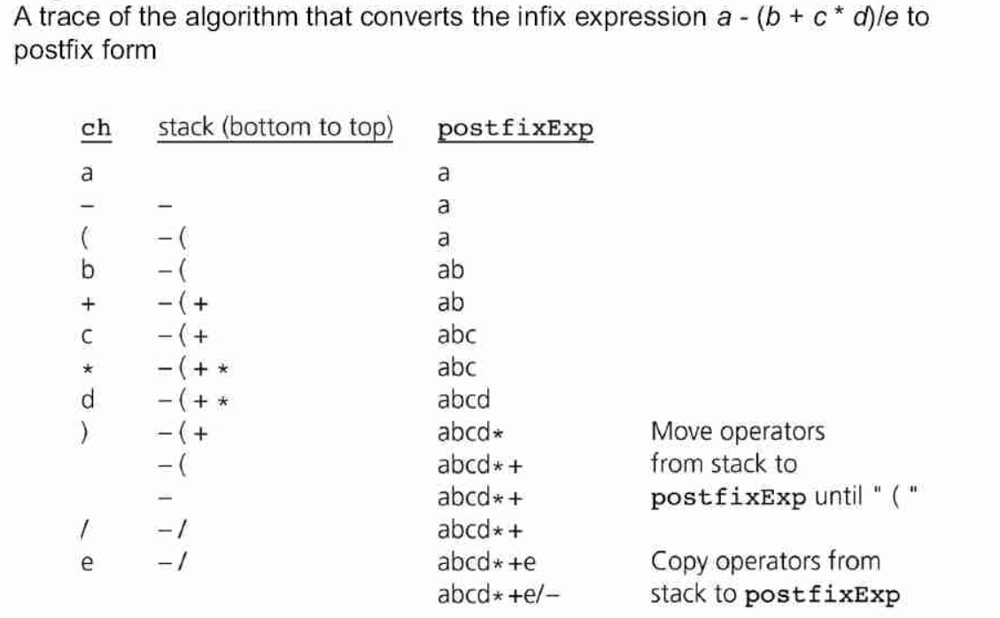 A trace of the algorithm that converts the infix expression a - (b + c * d)/e to
postfix form
ch stack (bottom to top) postfixExp
a a
– – a
( – ( a
b – ( ab
+ – ( + ab
c – ( + abc
* – ( + * abc
d – ( + * abcd
) – ( + abcd* Move operators
– ( abcd*+ from stack to
– abcd*+ postfixExp until " ( "
/ – / abcd*+
e – / abcd*+e Copy operators from
abcd*+e/– stack to postfixExp